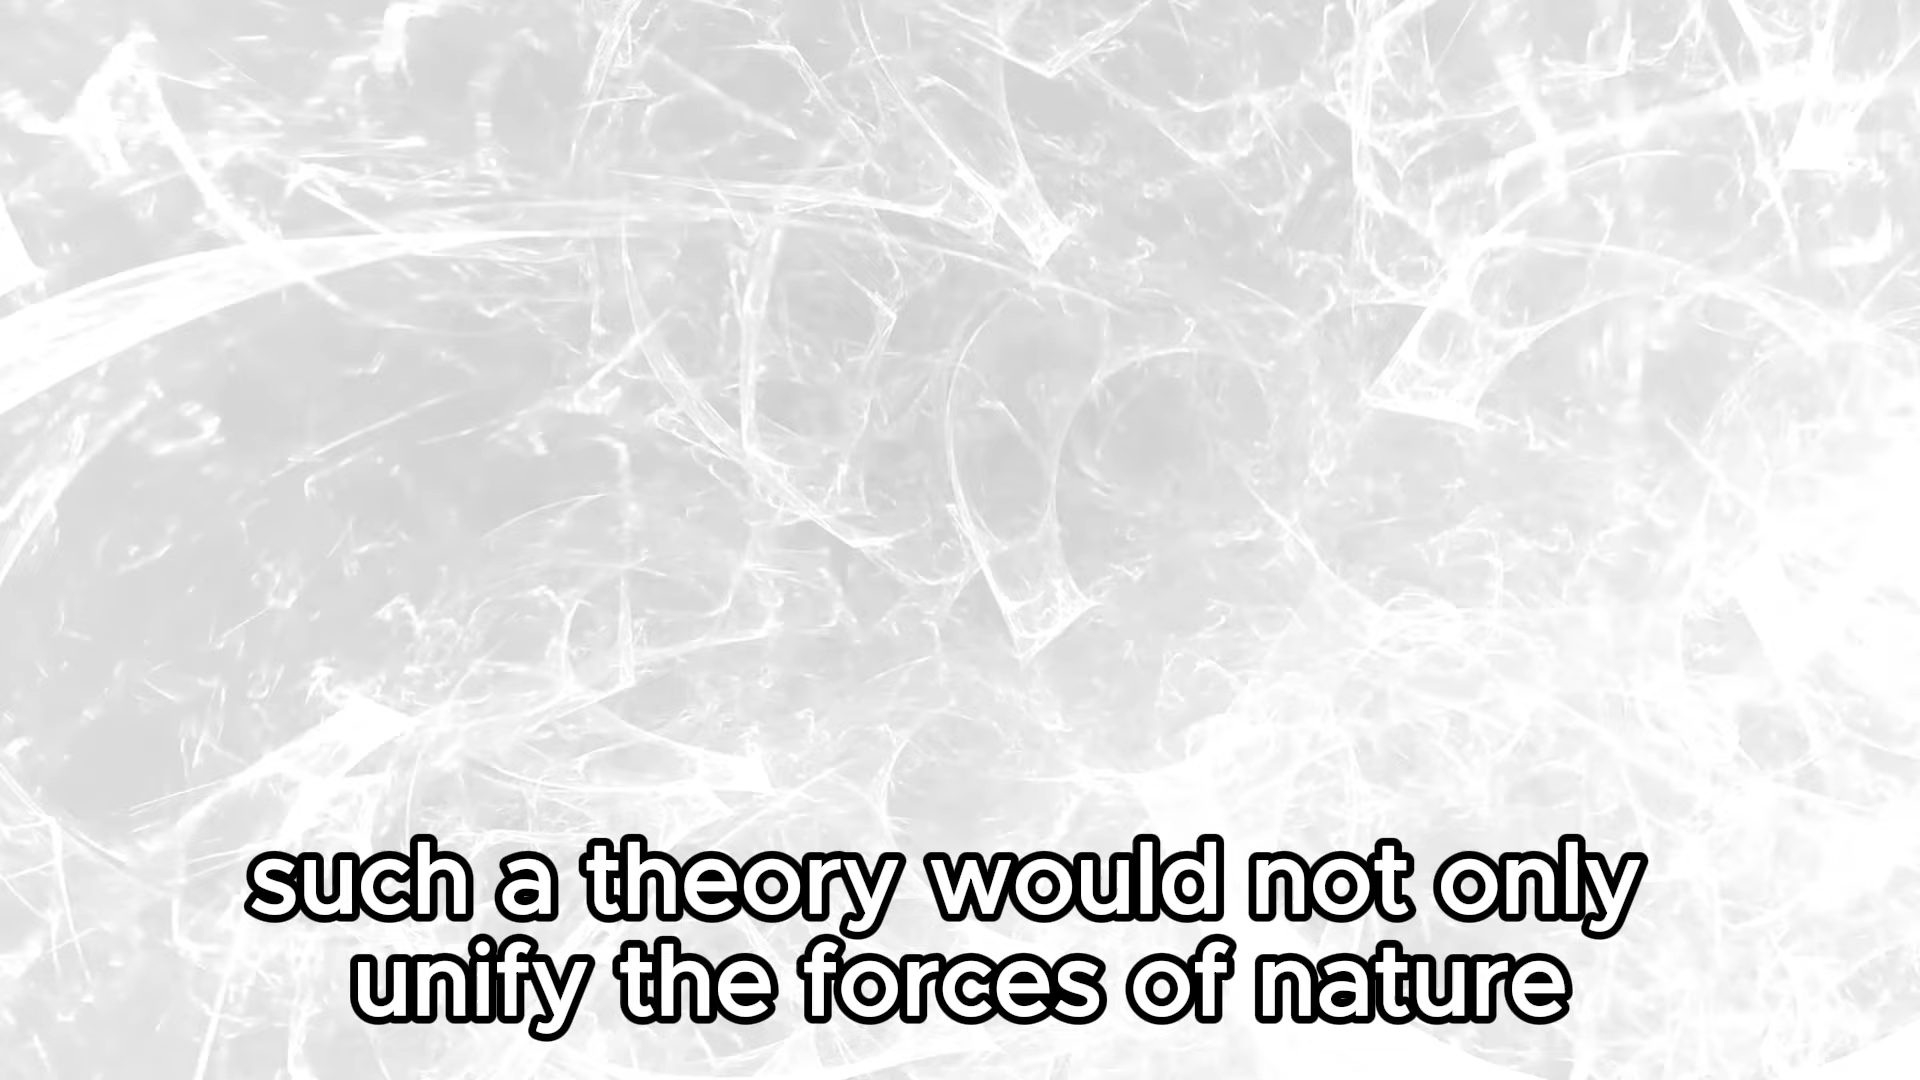 such a theory would not only
unify the forces of nature